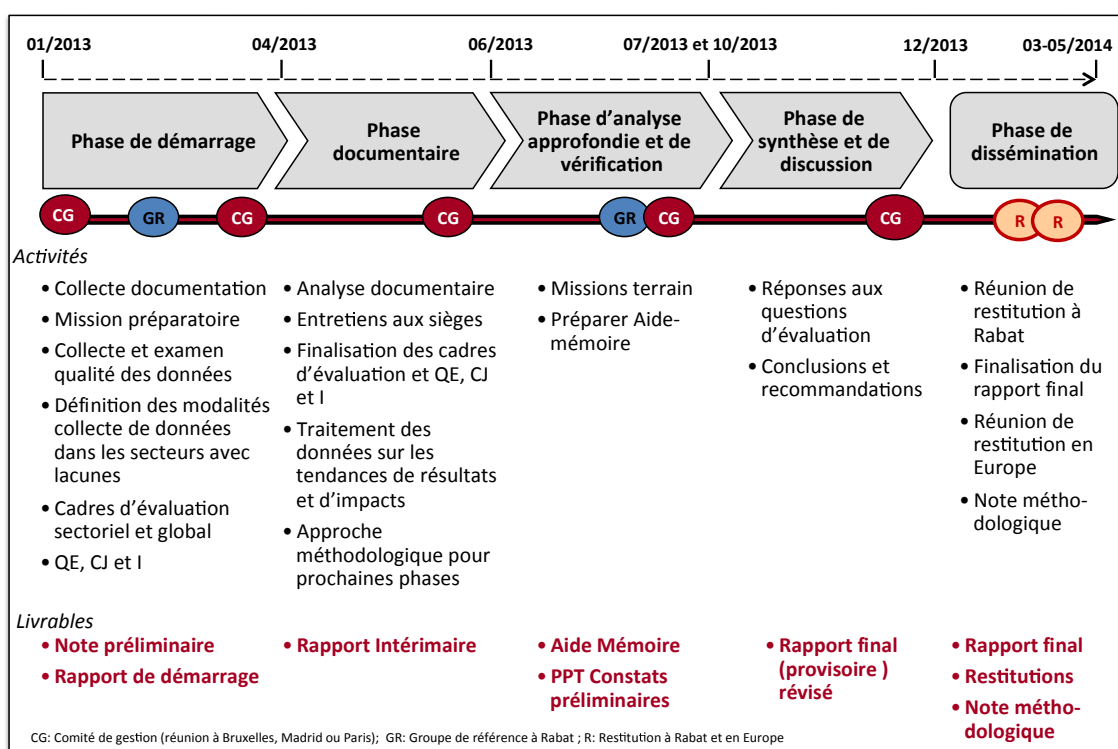 01/2013 04/2013 06/2013 07/2013 et 10/2013 12/2013 03-05/2014
Phase de démarrage
Phase
documentaire
Phase d'analyse
approfondie et de
vérification
Phase de
synthèse et de
discussion
Phase de
dissémination
CG GR CG CG GR CG CG R R
Activités
• Collecte documentation
• Mission préparatoire
• Collecte et examen
qualité des données
• Définition des modalités
collecte de données
dans les secteurs avec
lacunes
• Cadres d'évaluation
sectoriel et global
• QE, CJ et I
• Analyse documentaire
• Entretiens aux sièges
• Finalisation des cadres
d'évaluation et QE, CJ
et I
• Traitement des
données sur les
tendances de résultats
et d'impacts
• Approche
méthodologique pour
prochaines phases
• Missions terrain
• Préparer Aide-
mémoire
• Réponses aux
questions
d'évaluation
• Conclusions et
recommandations
• Réunion de
restitution à
Rabat
• Finalisation du
rapport final
• Réunion de
restitution en
Europe
• Note métho-
dologique
Livrables
• Note préliminaire
• Rapport de démarrage
• Rapport Intérimaire
• Aide Mémoire
• PPT Constats
préliminaires
• Rapport final
(provisoire )
révisé
• Rapport final
• Restitutions
• Note métho-
dologique
CG: Comité de gestion (réunion à Bruxelles, Madrid ou Paris); GR: Groupe de référence à Rabat ; R: Restitution à Rabat et en Europe